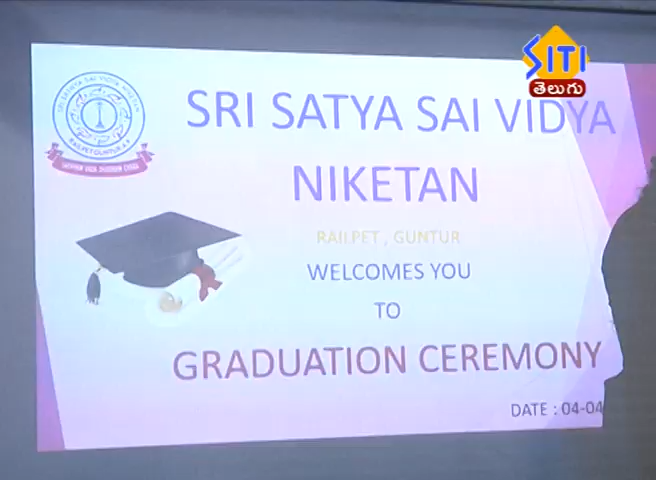 SITI
తెలుగు
SRI SATYA SAI VIDYA
NIKETAN
RAILPET , GUNTUR
WELCOMES YOU
TO
GRADUATION CEREMONY
DATE : 04-04